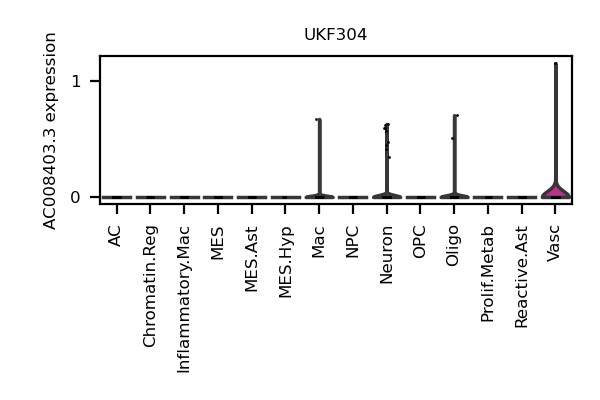 UKF304
AC008403.3 expression
1
0
AC
Chromatin.Reg
Inflammatory.Mac
MES
MES.Ast
MES.Hyp
Mac
NPC
Neuron
OPC
Oligo
Prolif.Metab
Reactive.Ast
Vasc